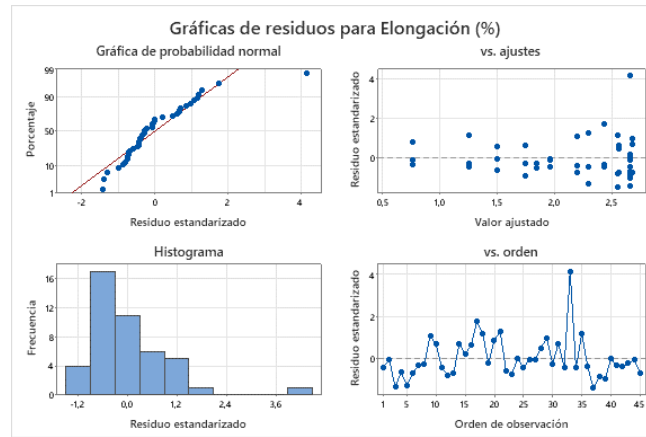 Gráficas de residuos para Elongación (%)
Gráfica de probabilidad normal
99
90
50
10
1
Porcentaje
-2 0 2 4
Residuo estandarizado
vs. ajustes
4
2
0
Residuo estandarizado
0,5 1,0 1,5 2,0 2,5
Valor ajustado
Histograma
16
12
8
4
0
Frecuencia
-1,2 0,0 1,2 2,4 3,6
Residuo estandarizado
vs. orden
4
2
0
Residuo estandarizado
1 5 10 15 20 25 30 35 40 45
Orden de observación